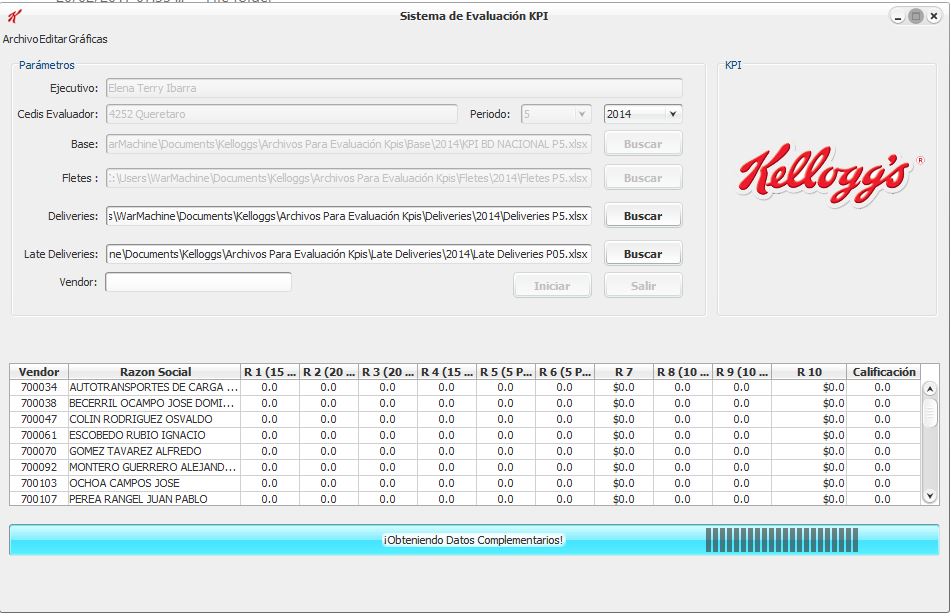 Sistema de Evaluación KPI
Archivo Editar Gráficas
Parámetros
KPI
Ejecutivo: Elena Terry Ibarra
Cedis Evaluador: 4252 Queretaro Periodo: 5 2014
Base: arMachine\Documents\Kelloggs\Archivos Para Evaluación Kpis\Base\2014\KPI BD NACIONAL P5.xlsx Buscar
Fletes : :\Users\WarMachine\Documents\Kelloggs\Archivos Para Evaluación Kpis\Fletes\2014\Fletes P5.xlsx Buscar
Kellogg's ®
Deliveries: s\WarMachine\Documents\Kelloggs\Archivos Para Evaluación Kpis\Deliveries\2014\Deliveries P5.xlsx Buscar
Late Deliveries: ne\Documents\Kelloggs\Archivos Para Evaluación Kpis\Late Deliveries\2014\Late Deliveries P05.xlsx Buscar
Vendor: Iniciar Salir
Vendor Razon Social R 1 (15 ... R 2 (20 ... R 3 (20 ... R 4 (15 ... R 5 (5 P... R 6 (5 P... R 7 R 8 (10 ... R 9 (10 ... R 10 Calificación
700034 AUTOTRANSPORTES DE CARGA ... 0.0 0.0 0.0 0.0 0.0 0.0 $0.0 0.0 0.0 $0.0 0.0
700038 BECERRIL OCAMPO JOSE DOMI... 0.0 0.0 0.0 0.0 0.0 0.0 $0.0 0.0 0.0 $0.0 0.0
700047 COLIN RODRIGUEZ OSVALDO 0.0 0.0 0.0 0.0 0.0 0.0 $0.0 0.0 0.0 $0.0 0.0
700061 ESCOBEDO RUBIO IGNACIO 0.0 0.0 0.0 0.0 0.0 0.0 $0.0 0.0 0.0 $0.0 0.0
700070 GOMEZ TAVAREZ ALFREDO 0.0 0.0 0.0 0.0 0.0 0.0 $0.0 0.0 0.0 $0.0 0.0
700092 MONTERO GUERRERO ALEJAND... 0.0 0.0 0.0 0.0 0.0 0.0 $0.0 0.0 0.0 $0.0 0.0
700103 OCHOA CAMPOS JOSE 0.0 0.0 0.0 0.0 0.0 0.0 $0.0 0.0 0.0 $0.0 0.0
700107 PEREA RANGEL JUAN PABLO 0.0 0.0 0.0 0.0 0.0 0.0 $0.0 0.0 0.0 $0.0 0.0
¡Obteniendo Datos Complementarios!